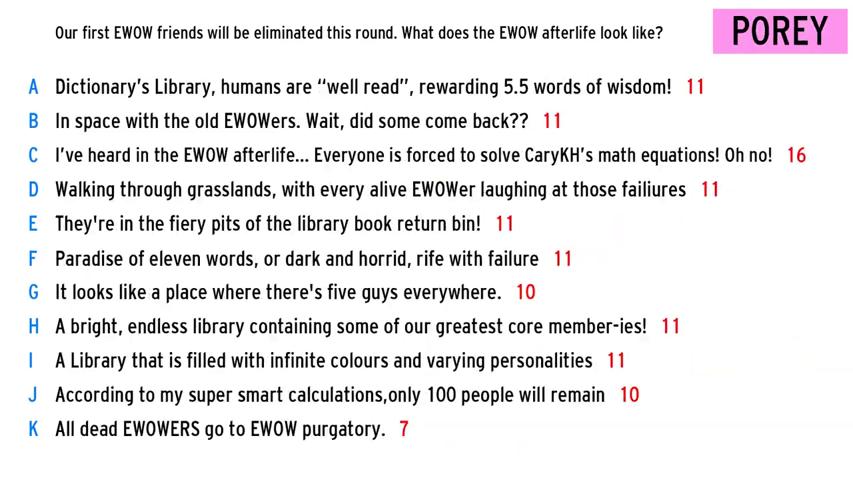 Our first EWOW friends will be eliminated this round. What does the EWOW afterlife look like?
POREY
A Dictionary's Library, humans are “well read”, rewarding 5.5 words of wisdom! 11
B In space with the old EWOWers. Wait, did some come back?? 11
C I've heard in the EWOW afterlife... Everyone is forced to solve CaryKH's math equations! Oh no! 16
D Walking through grasslands, with every alive EWOWer laughing at those failiures 11
E They're in the fiery pits of the library book return bin! 11
F Paradise of eleven words, or dark and horrid, rife with failure 11
G It looks like a place where there's five guys everywhere. 10
H A bright, endless library containing some of our greatest core member-ies! 11
I A Library that is filled with infinite colours and varying personalities 11
J According to my super smart calculations,only 100 people will remain 10
K All dead EWOWERS go to EWOW purgatory. 7